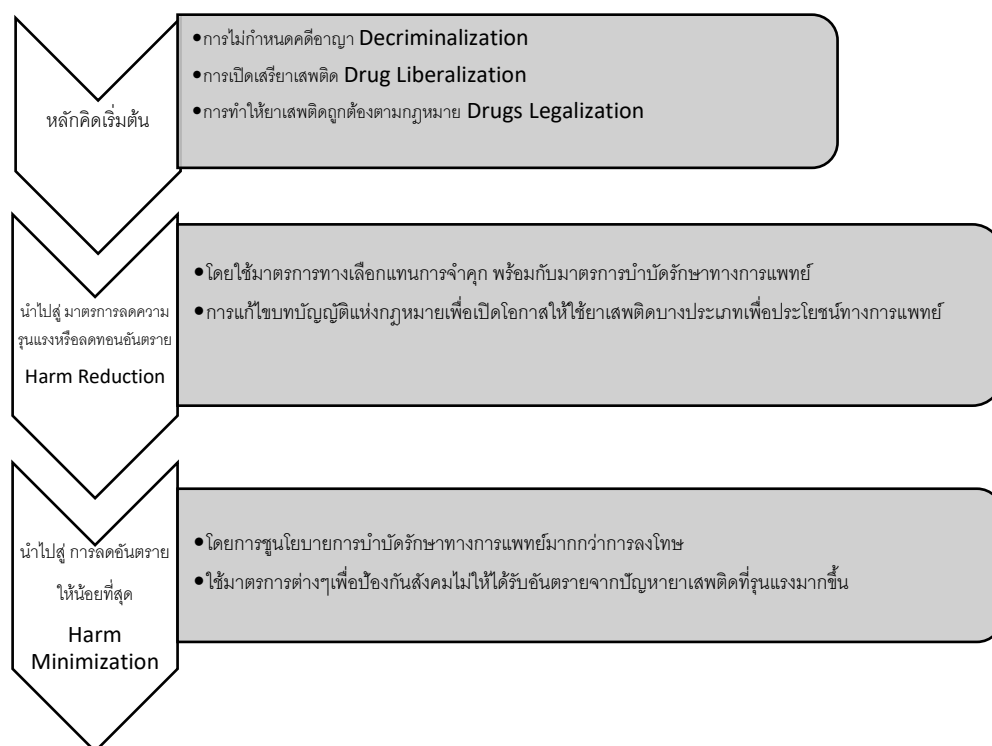 หลักคิดเริ่มต้น
•การไม่กำหนดคดีอาญา Decriminalization
•การเปิดเสรียาเสพติด Drug Liberalization
•การทำให้ยาเสพติดถูกต้องตามกฎหมาย Drugs Legalization
นำไปสู่ มาตรการลดความ
รุนแรงหรือลดทอนอันตราย
Harm Reduction
•โดยใช้มาตรการทางเลือกแทนการจำคุก พร้อมกับมาตรการบำบัดรักษาทางการแพทย์
•การแก้ไขบทบัญญัติแห่งกฎหมายเพื่อเปิดโอกาสให้ใช้ยาเสพติดบางประเภทเพื่อประโยชน์ทางการแพทย์
นำไปสู่ การลดอันตราย
ให้น้อยที่สุด
Harm
Minimization
•โดยการชูนโยบายการบำบัดรักษาทางการแพทย์มากกว่าการลงโทษ
•ใช้มาตรการต่างๆเพื่อป้องกันสังคมไม่ให้ได้รับอันตรายจากปัญหายาเสพติดที่รุนแรงมากขึ้น